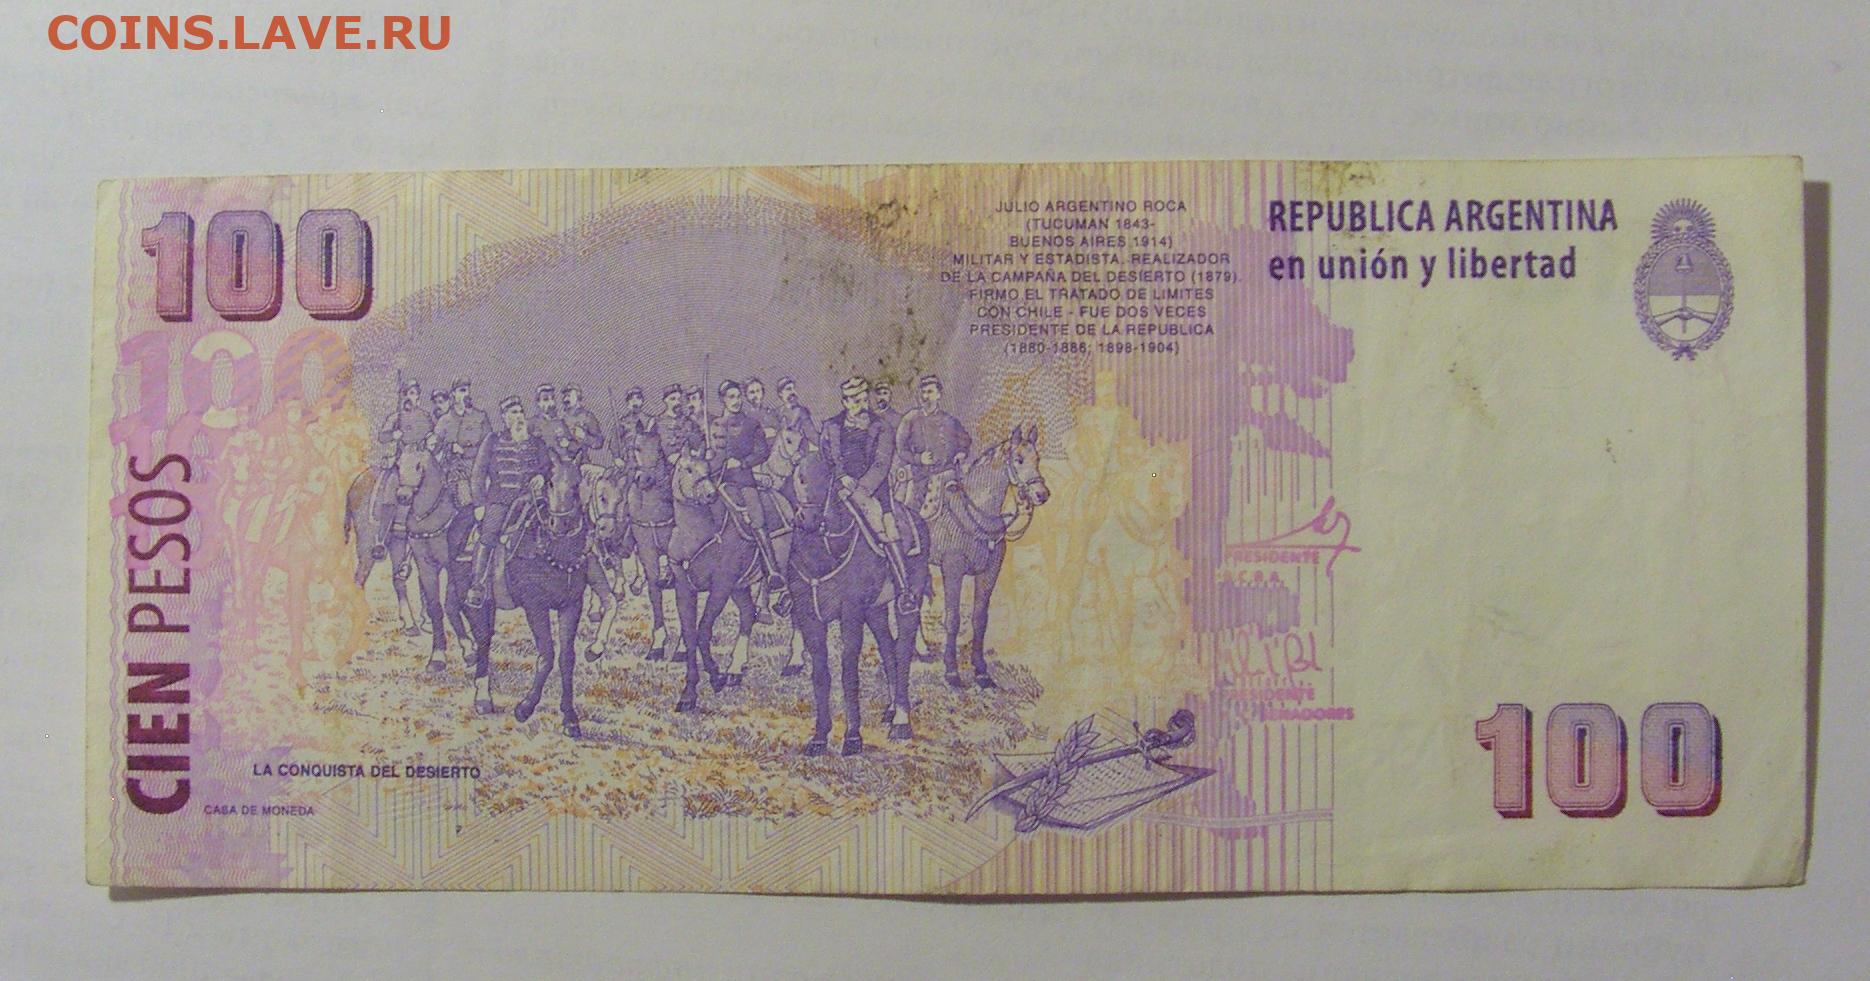 COINS.LAVE.RU
100
JULIO ARGENTINO ROCA
(TUCUMAN 1843-
BUENOS AIRES 1914)
MILITAR Y ESTADISTA. REALIZADOR
DE LA CAMPAÑA DEL DESIERTO (1879).
FIRMO EL TRATADO DE LIMITES
CON CHILE - FUE DOS VECES
PRESIDENTE DE LA REPUBLICA
(1880-1886; 1898-1904)
REPUBLICA ARGENTINA
en unión y libertad
100
CIEN PESOS
PRESIDENTE
B.C.R.A.
PRESIDENTE
LA CONQUISTA DEL DESIERTO
CASA DE MONEDA
100